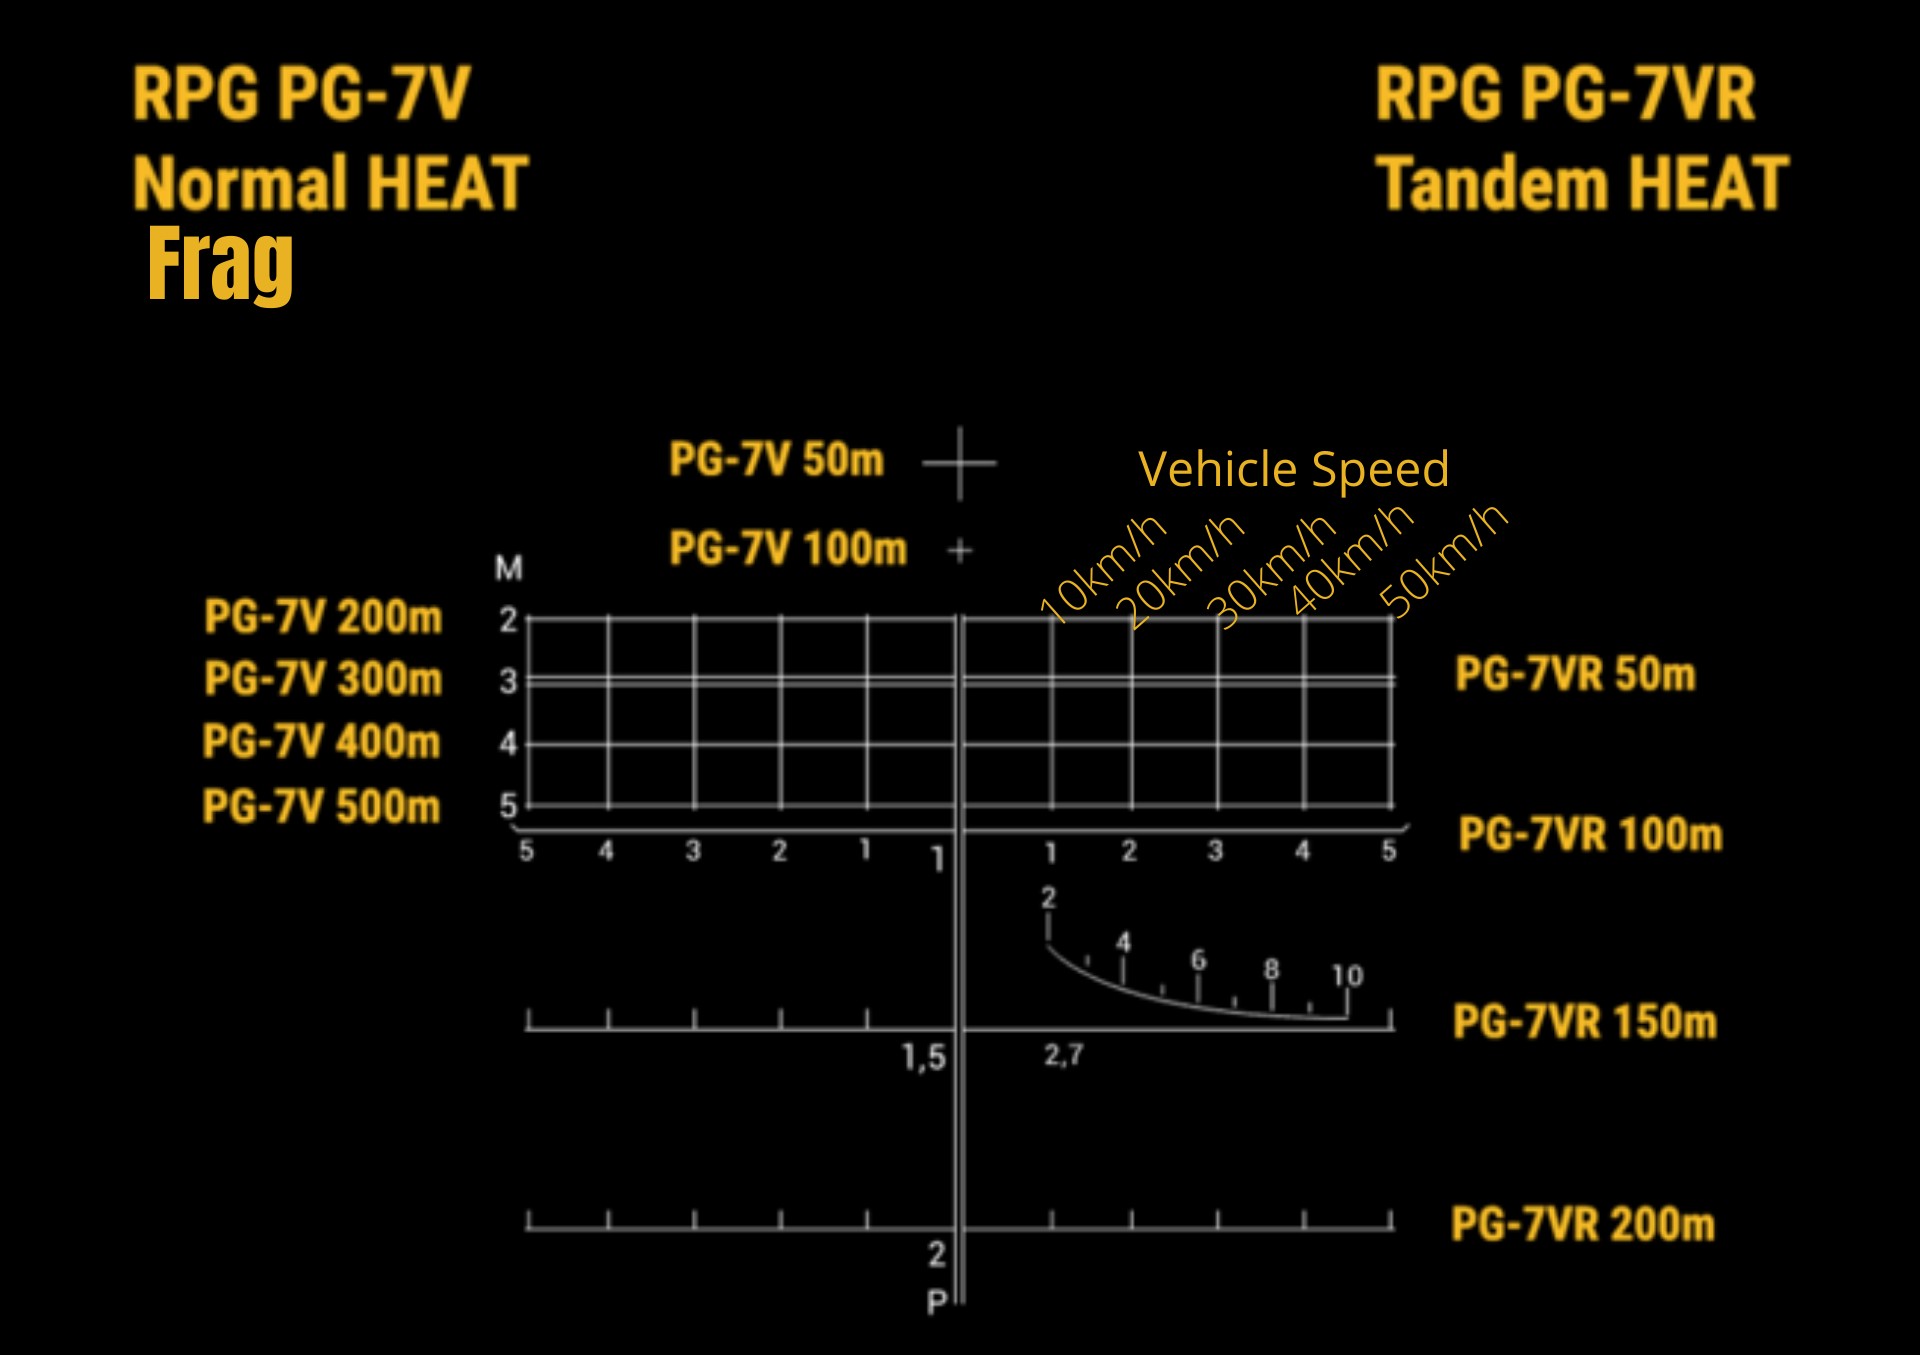 RPG PG-7V
Normal HEAT
Frag
RPG PG-7VR
Tandem HEAT
PG-7V 50m
Vehicle Speed
10km/h 20km/h 30km/h 40km/h 50km/h
PG-7V 100m
M
PG-7V 200m 2
PG-7V 300m 3 PG-7VR 50m
PG-7V 400m 4
PG-7V 500m 5
PG-7VR 100m
5 4 3 2 1 1 1 2 3 4 5
2 4 6 8 10
PG-7VR 150m
1,5 2,7
PG-7VR 200m
2
P